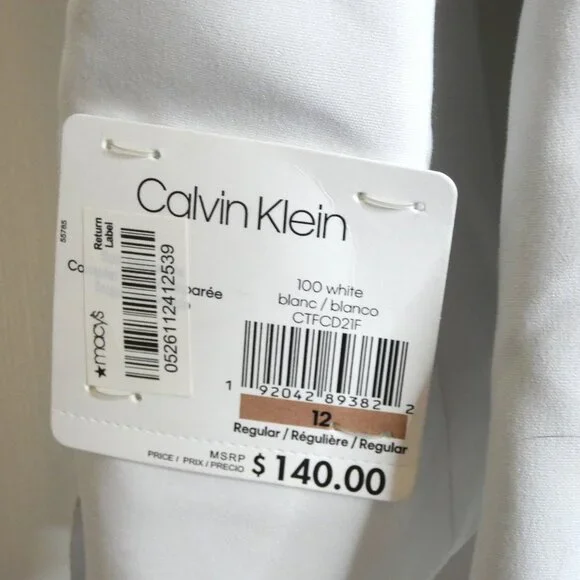 Calvin Klein
55785
Return
Label
★macy's
0526112412539
Co
parée
100 white
blanc / blanco
CTFCD21F
1 92042 89382 2
12
Regular / Régulière / Regular
MSRP
PRICE / PRIX / PRECIO
$ 140.00